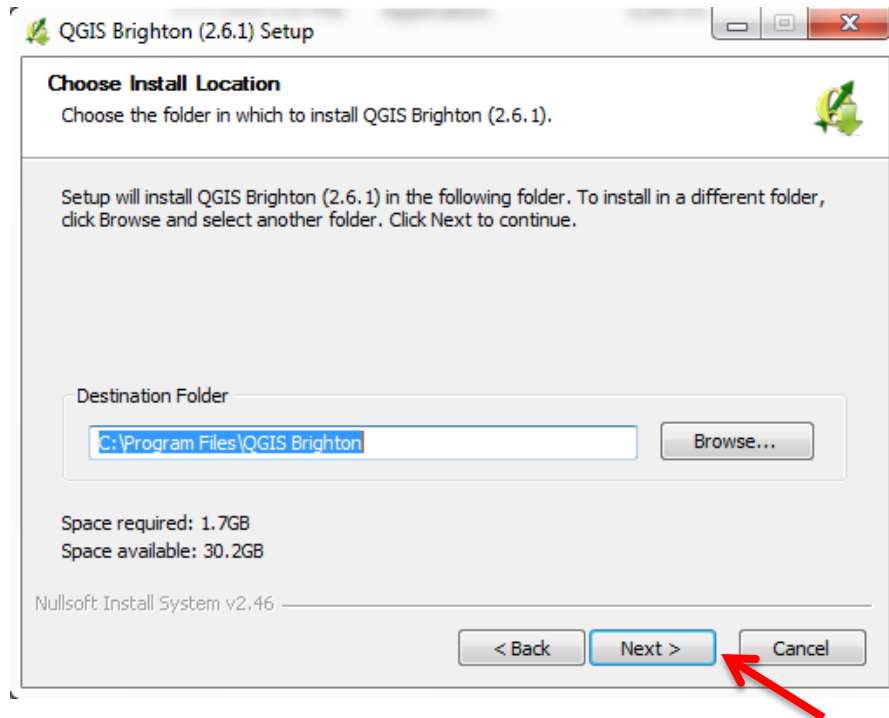 QGIS Brighton (2.6.1) Setup
Choose Install Location
Choose the folder in which to install QGIS Brighton (2.6.1).
Setup will install QGIS Brighton (2.6.1) in the following folder. To install in a different folder,
click Browse and select another folder. Click Next to continue.
Destination Folder
C:\Program Files\QGIS Brighton
Browse...
Space required: 1.7GB
Space available: 30.2GB
Nullsoft Install System v2.46
< Back Next > Cancel